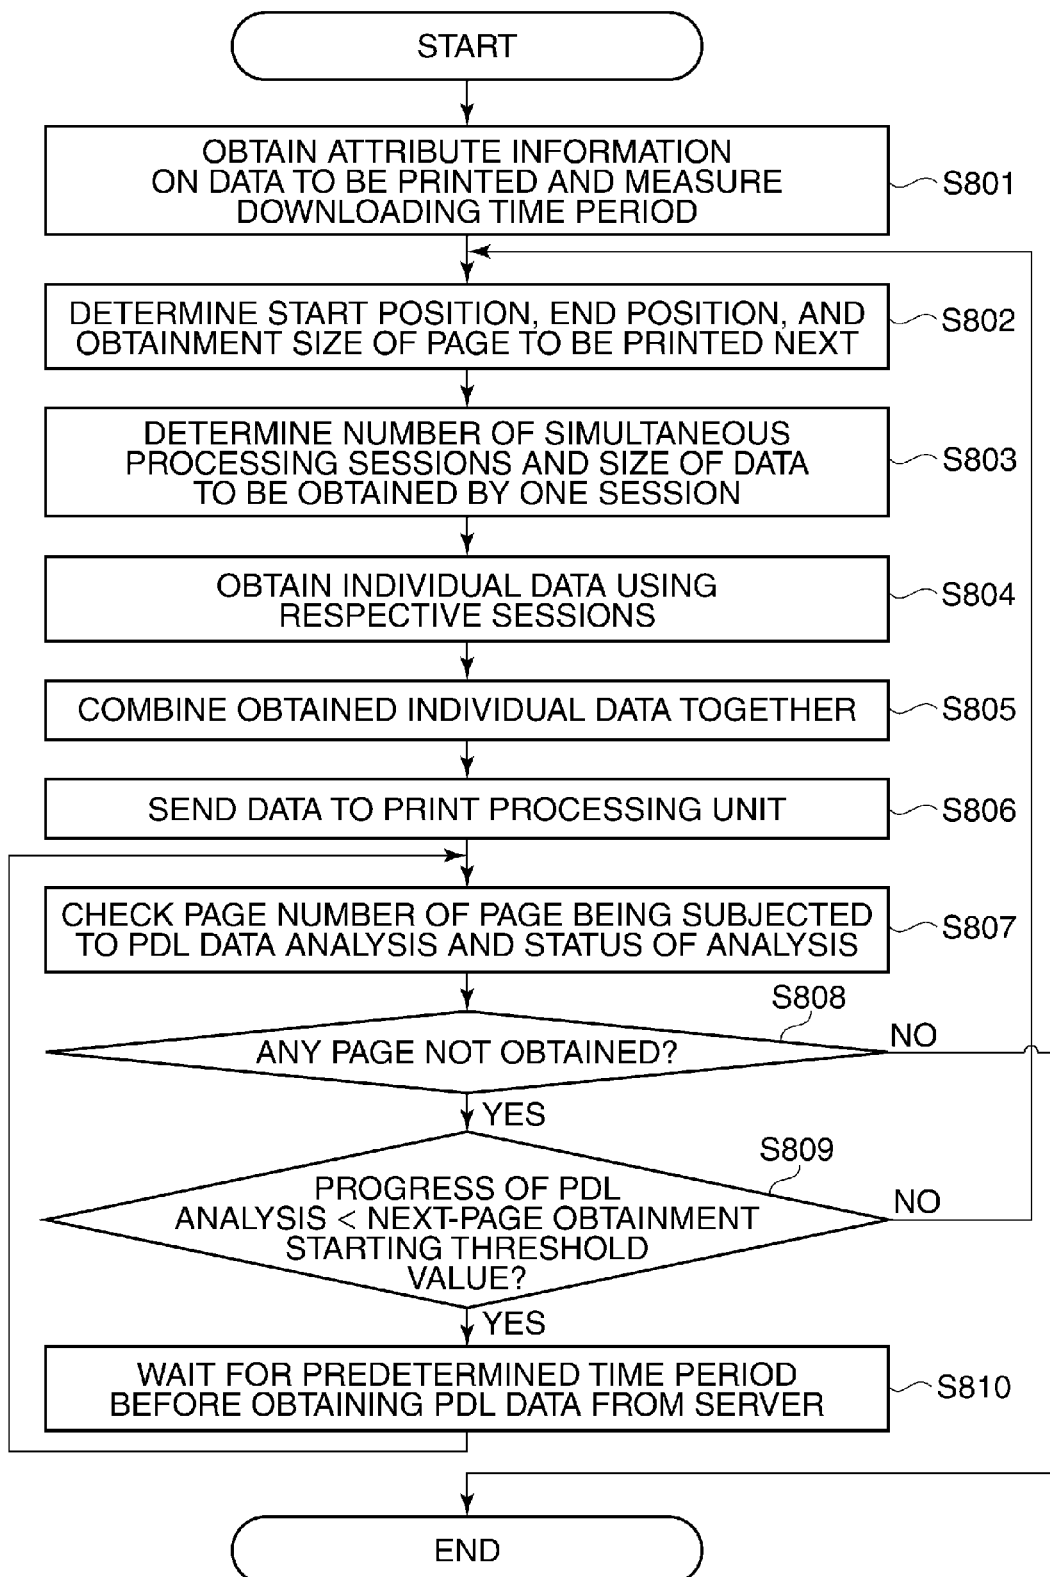 START
OBTAIN ATTRIBUTE INFORMATION
ON DATA TO BE PRINTED AND MEASURE
DOWNLOADING TIME PERIOD
S801
DETERMINE START POSITION, END POSITION, AND
OBTAINMENT SIZE OF PAGE TO BE PRINTED NEXT
S802
DETERMINE NUMBER OF SIMULTANEOUS
PROCESSING SESSIONS AND SIZE OF DATA
TO BE OBTAINED BY ONE SESSION
S803
OBTAIN INDIVIDUAL DATA USING
RESPECTIVE SESSIONS
S804
COMBINE OBTAINED INDIVIDUAL DATA TOGETHER
S805
SEND DATA TO PRINT PROCESSING UNIT
S806
CHECK PAGE NUMBER OF PAGE BEING SUBJECTED
TO PDL DATA ANALYSIS AND STATUS OF ANALYSIS
S807
S808
ANY PAGE NOT OBTAINED?
NO
YES
S809
PROGRESS OF PDL
ANALYSIS < NEXT-PAGE OBTAINMENT
STARTING THRESHOLD
VALUE?
NO
YES
WAIT FOR PREDETERMINED TIME PERIOD
BEFORE OBTAINING PDL DATA FROM SERVER
S810
END